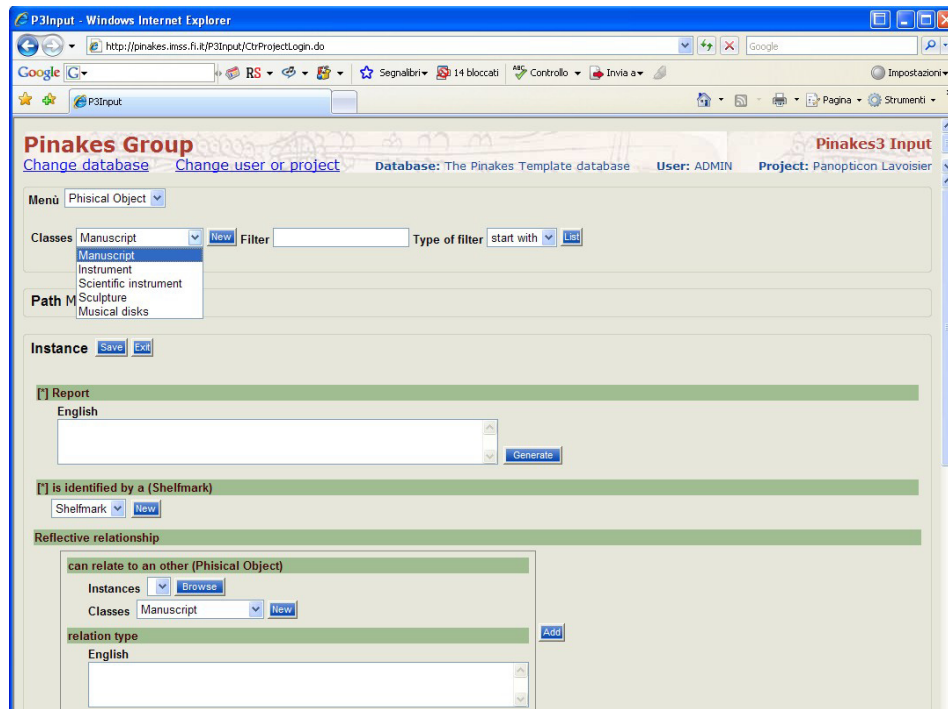 P3Input - Windows Internet Explorer
http://pinakes.imss.fi.it/P3Input/CtrProjectLogin.do
Google
Google G RS Segnalibri 14 bloccati ABC Controllo Invia a Impostazioni
P3Input Pagina Strumenti
Pinakes Group Pinakes3 Input
Change database Change user or project Database: The Pinakes Template database User: ADMIN Project: Panopticon Lavoisier
Menù Phisical Object
Classes Manuscript New Filter Type of filter start with List
Manuscript
Instrument
Scientific instrument
Sculpture
Musical disks
Path M
Instance Save Exit
[*] Report
English
Generate
[*] is identified by a (Shelfmark)
Shelfmark New
Reflective relationship
can relate to an other (Phisical Object)
Instances Browse
Classes Manuscript New
Add
relation type
English